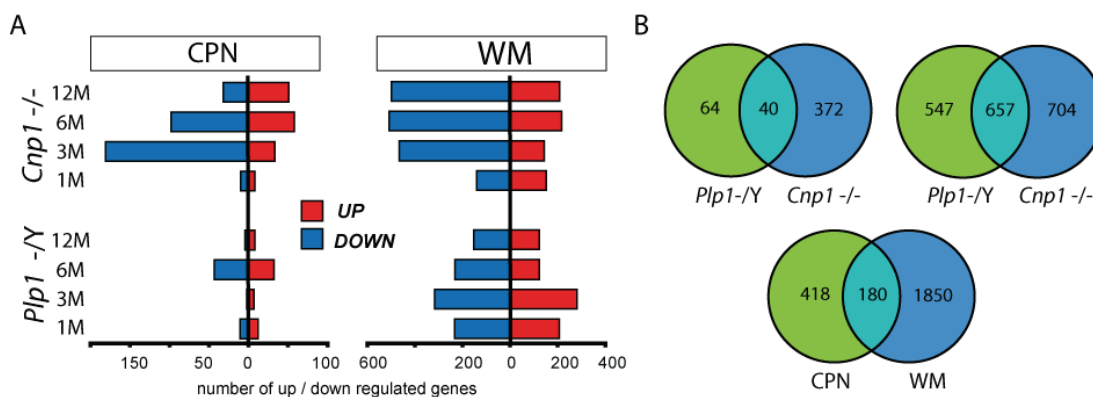 A
CPN
WM
Cnp1 -/-
12M
6M
3M
1M
UP
DOWN
Plp1 -/Y
12M
6M
3M
1M
150 50 0 100
600 200 0 200 400
number of up / down regulated genes
B
64 40 372
Plp1-/Y Cnp1 -/-
547 657 704
Plp1-/Y Cnp1 -/-
418 180 1850
CPN WM